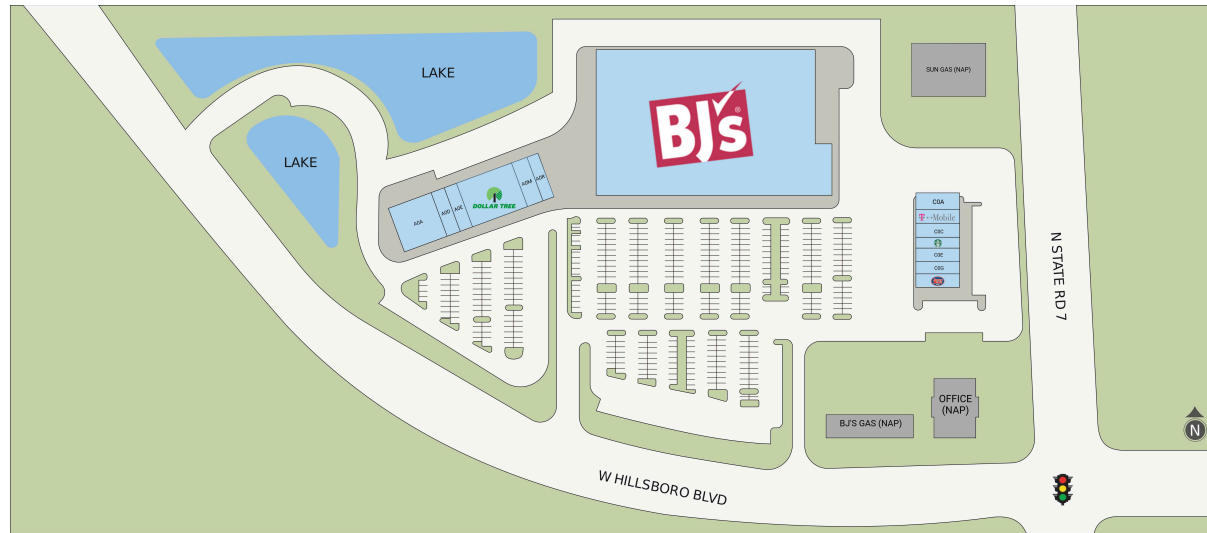 LAKE
SUN GAS (NAP)
BJ's
®
LAKE
A0A
A0D
A0E
DOLLAR TREE
A0M
A0R
C0A
T-Mobile
C0C
C0E
C0G
N STATE RD 7
OFFICE
(NAP)
BJ'S GAS (NAP)
N
W HILLSBORO BLVD